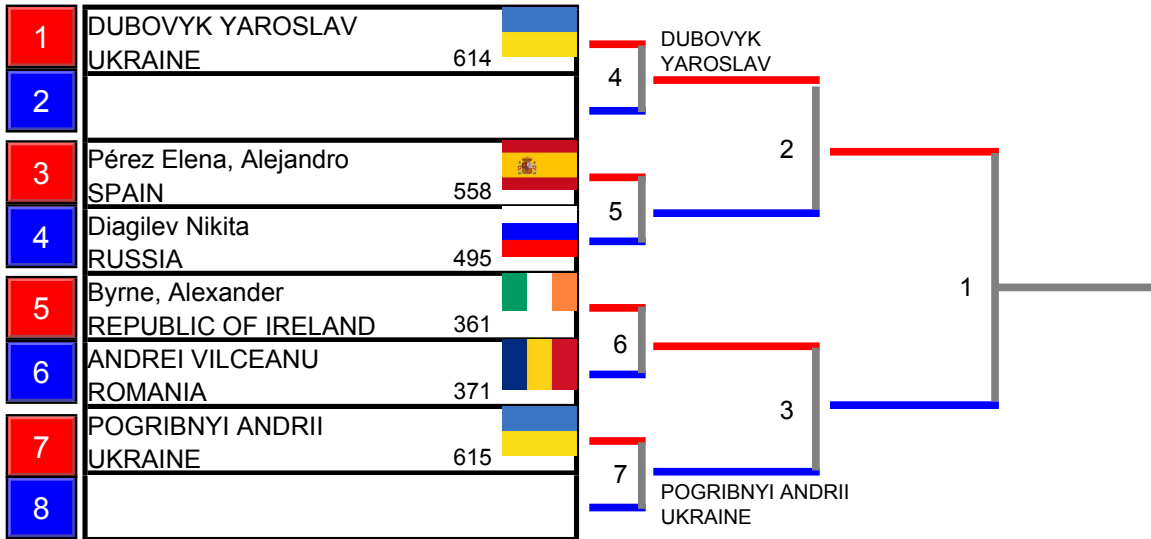 1
DUBOVYK YAROSLAV
UKRAINE 614
2
3
Pérez Elena, Alejandro
SPAIN 558
4
Diagilev Nikita
RUSSIA 495
5
Byrne, Alexander
REPUBLIC OF IRELAND 361
6
ANDREI VILCEANU
ROMANIA 371
7
POGRIBNYI ANDRII
UKRAINE 615
8
4
5
6
7
DUBOVYK
YAROSLAV
2
3
POGRIBNYI ANDRII
UKRAINE
1